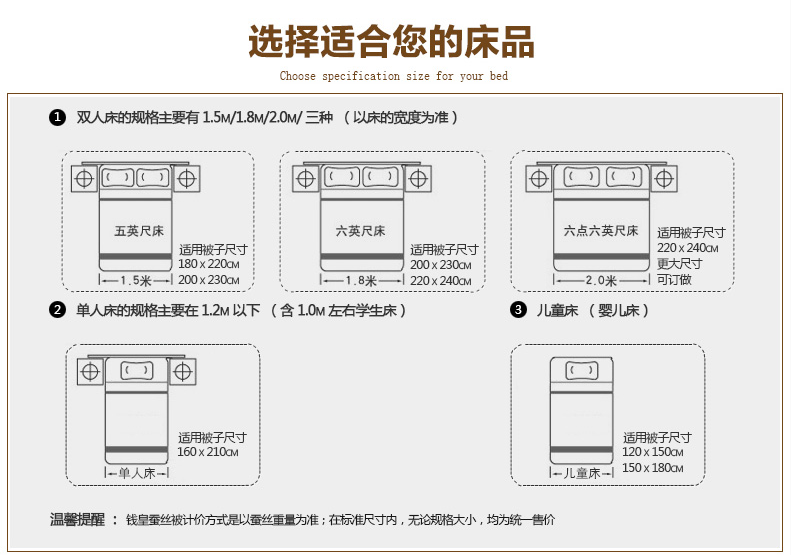 选择适合您的床品
Choose specification size for your bed
1 双人床的规格主要有 1.5M/1.8M/2.0M/ 三种 （ 以床的宽度为准 ）
五英尺床
适用被子尺寸
180 x 220CM
200 x 230CM
1.5米
六英尺床
适用被子尺寸
200 x 230CM
220 x 240CM
1.8米
六点六英尺床
适用被子尺寸
220 x 240CM
更大尺寸
可订做
2.0米
2 单人床的规格主要在 1.2M 以下 （ 含 1.0M 左右学生床 ）
适用被子尺寸
160 x 210CM
单人床
3 儿童床 （ 婴儿床 ）
适用被子尺寸
120 x 150CM
150 x 180CM
儿童床
温馨提醒 ： 钱皇蚕丝被计价方式是以蚕丝重量为准；在标准尺寸内，无论规格大小，均为统一售价